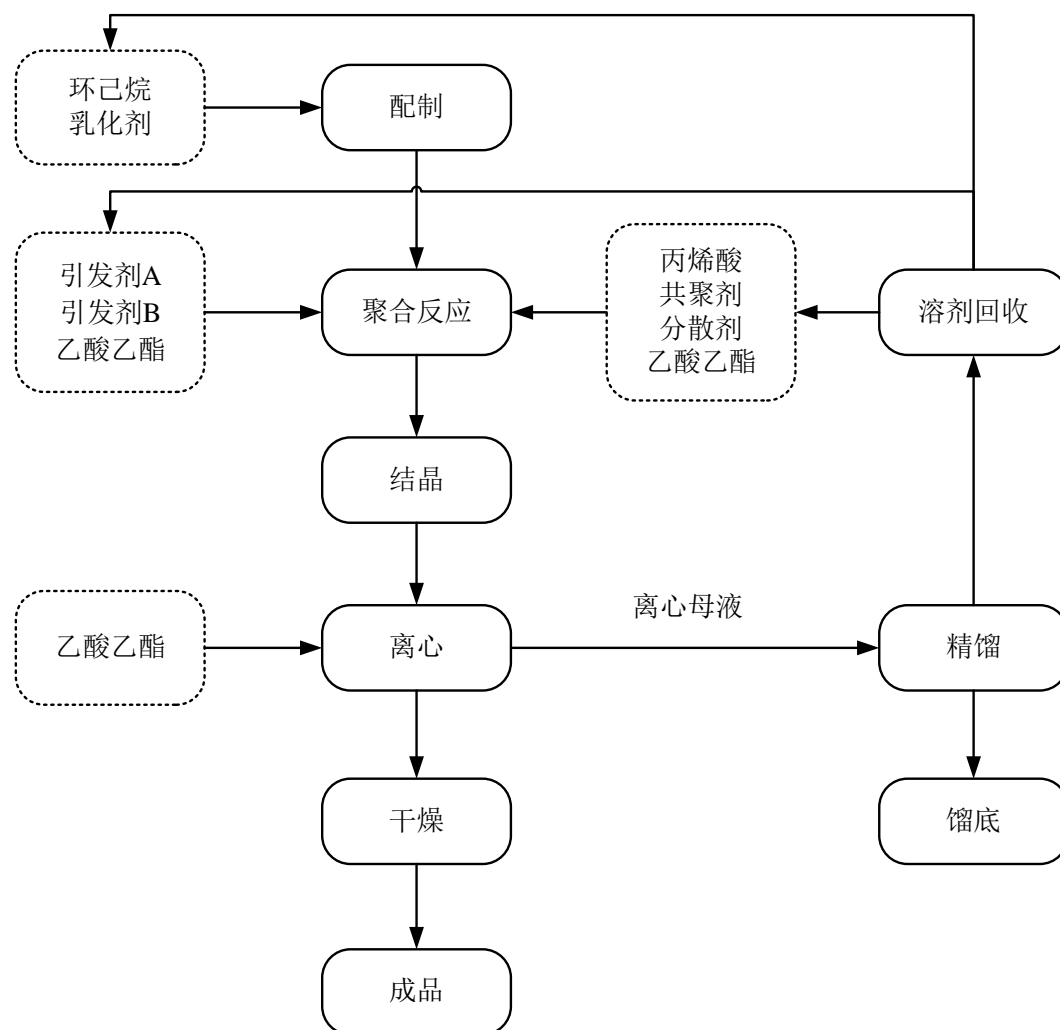 环己烷
乳化剂
配制
引发剂A
引发剂B
乙酸乙酯
聚合反应
丙烯酸
共聚剂
分散剂
乙酸乙酯
溶剂回收
结晶
乙酸乙酯
离心
离心母液
精馏
干燥
馏底
成品